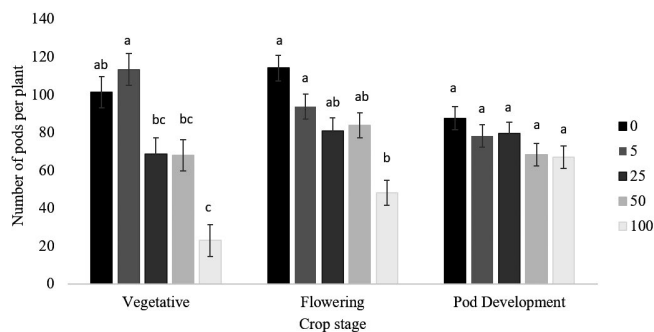 Number of pods per plant
140
120
100
80
60
40
20
0
ab a bc bc c
a a ab ab b
a a a a a
Vegetative Flowering Pod Development
Crop stage
0
5
25
50
100